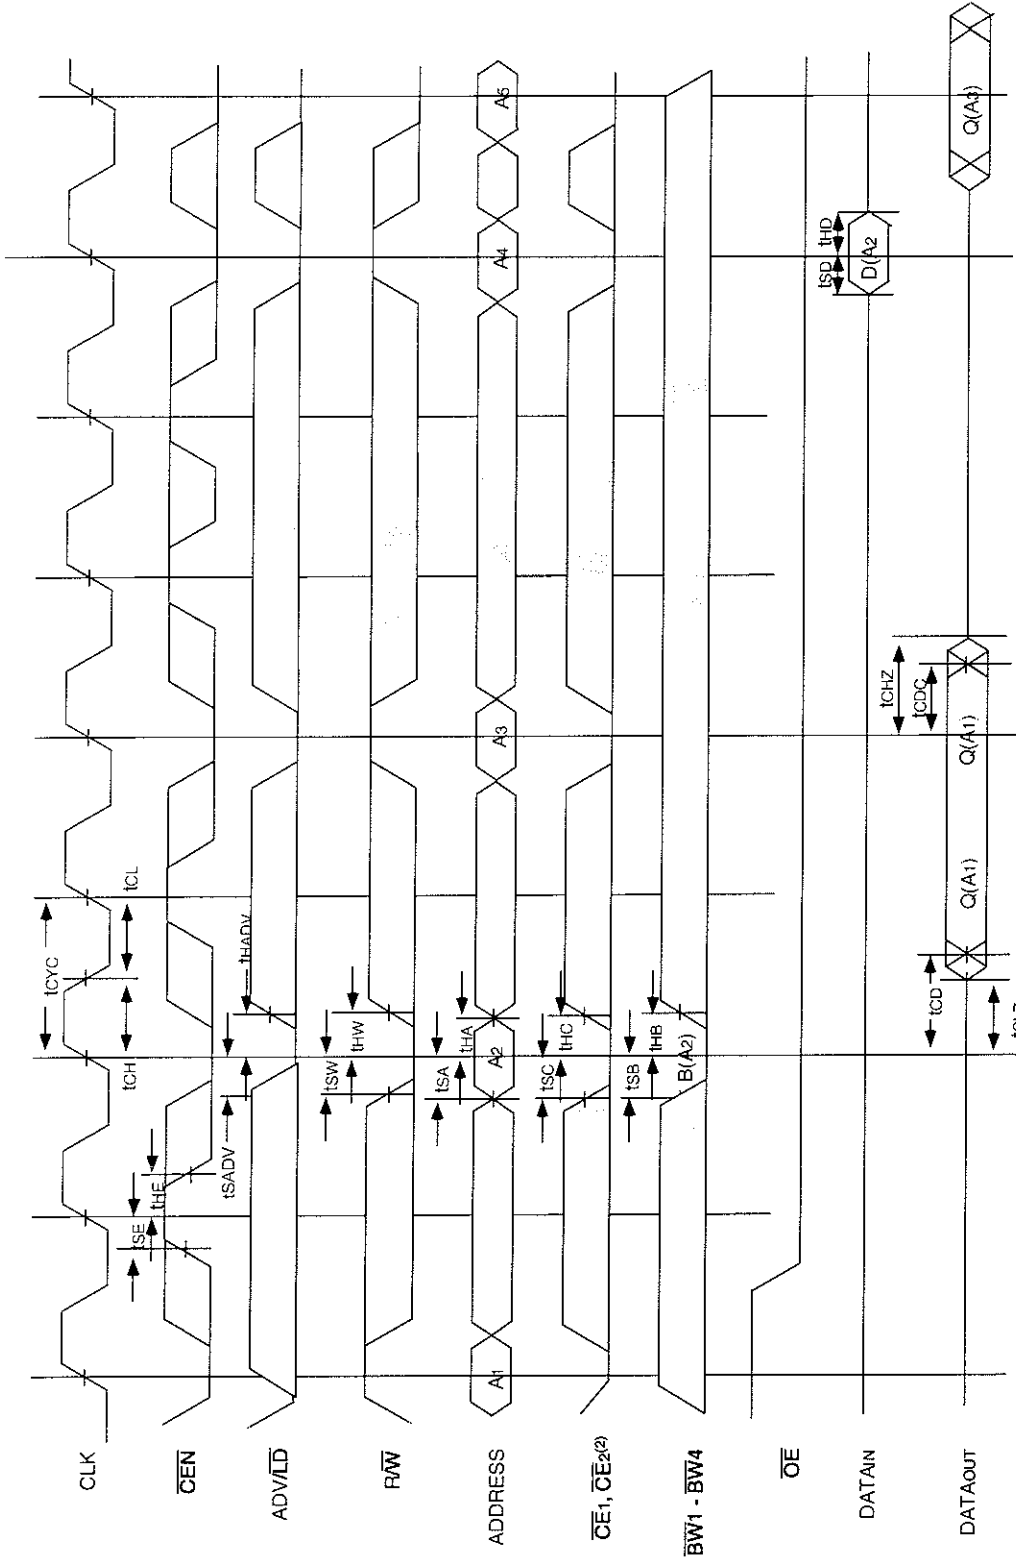 CLK
tCYC
tCH
tCL
CEN
tSE
tHE
ADV/LD
tSADV
tHADV
R/W
tSW
tHW
ADDRESS
A1
tSA
tHA
A2
A3
A4
A5
CE1, CE2(2)
tSC
tHC
BW1 - BW4
tSB
tHB
B(A2)
OE
DATAIN
tSD
tHD
D(A2
DATAOUT
tCD
tCHZ
tCDC
Q(A1)
Q(A1)
Q(A3)